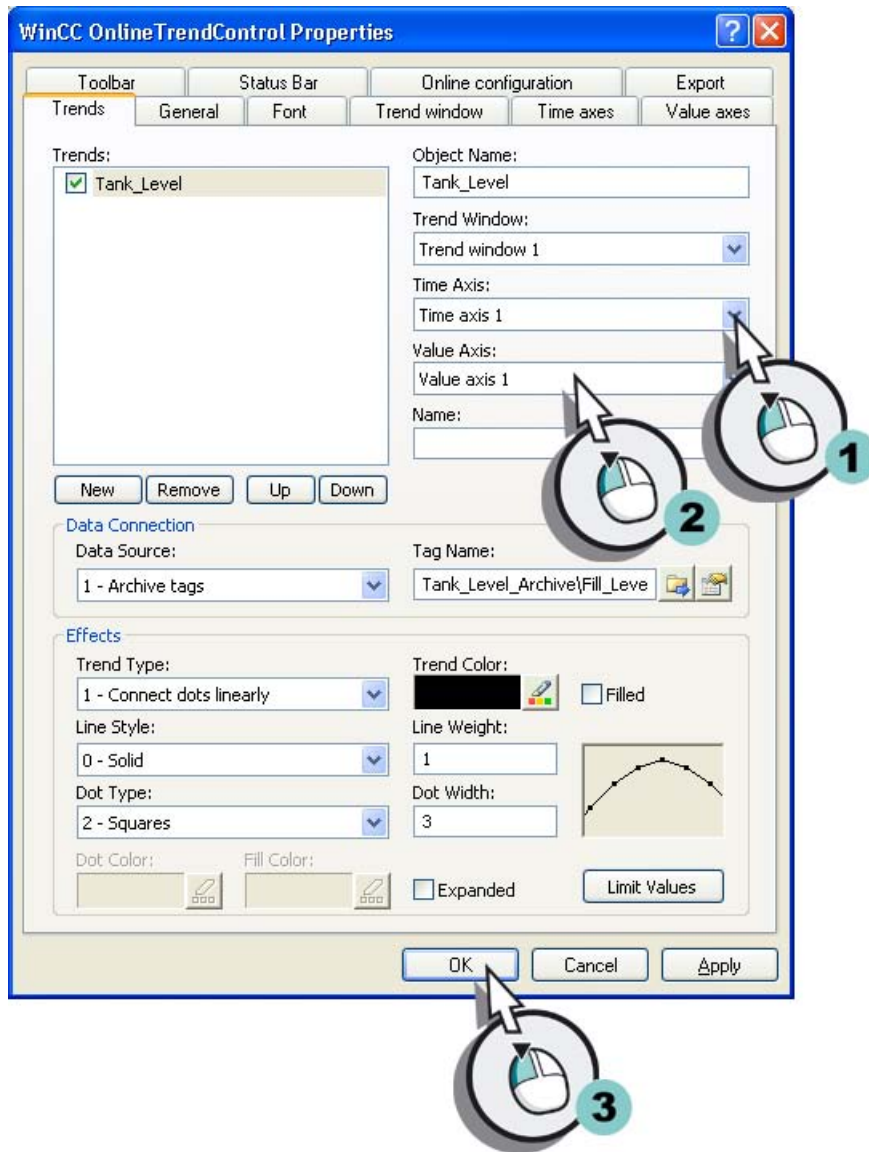 WinCC OnlineTrendControl Properties
Toolbar Status Bar Online configuration Export
Trends General Font Trend window Time axes Value axes
Trends:
Tank_Level
Object Name:
Tank_Level
Trend Window:
Trend window 1
Time Axis:
Time axis 1
Value Axis:
Value axis 1
Name:
1
2
New Remove Up Down
Data Connection
Data Source:
1 - Archive tags
Tag Name:
Tank_Level_Archive\Fill_Leve
Effects
Trend Type:
1 - Connect dots linearly
Trend Color:
Filled
Line Style:
0 - Solid
Line Weight:
1
Dot Type:
2 - Squares
Dot Width:
3
Dot Color: Fill Color:
Expanded
Limit Values
OK Cancel Apply
3